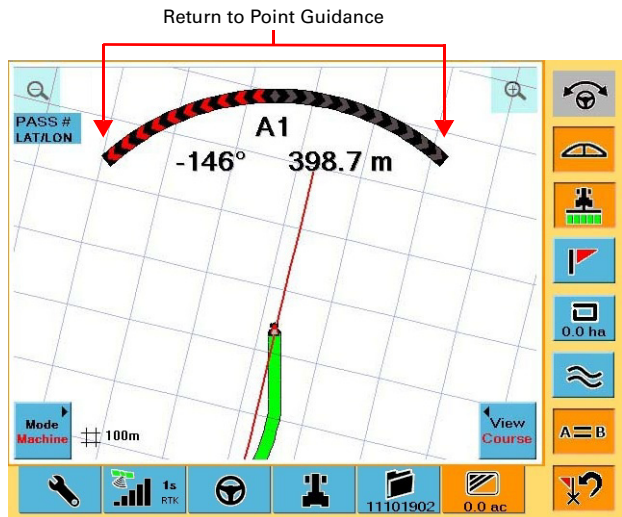 Return to Point Guidance
PASS #
LAT/LON
A1
-146° 398.7 m
0.0 ha
Mode
Machine
100m
View
Course
A=B
1s
RTK
11101902
0.0 ac